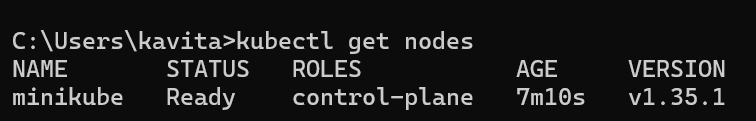 C:\Users\kavita>kubectl get nodes
NAME       STATUS   ROLES           AGE     VERSION
minikube   Ready    control-plane   7m10s   v1.35.1